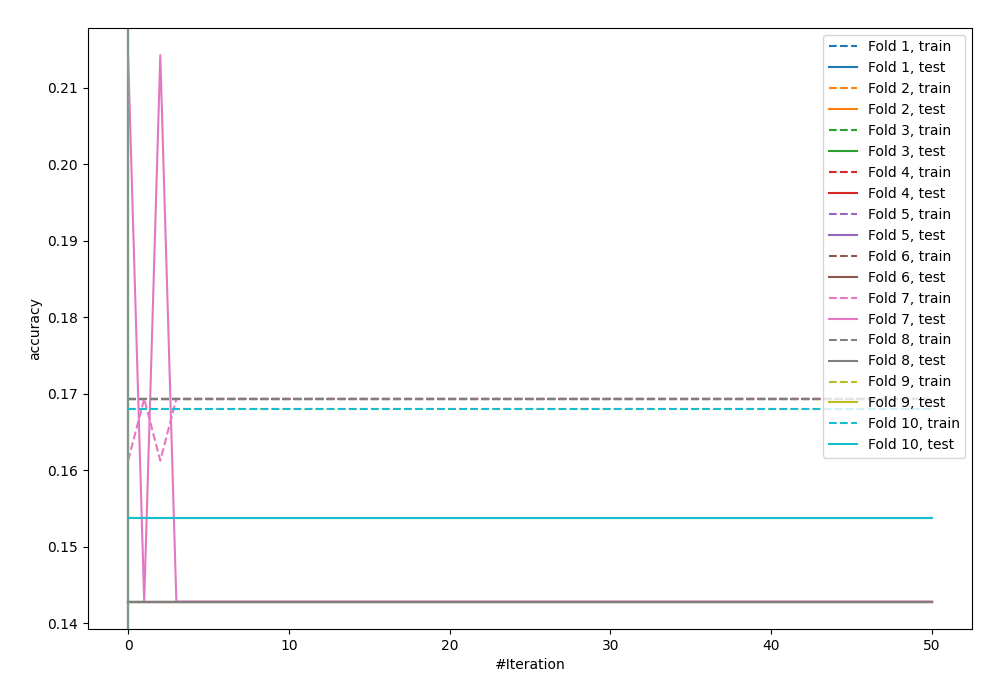 0.21
0.20
0.19
0.18
0.17
0.16
0.15
0.14
accuracy
0
10
20
30
40
50
#Iteration
Fold 1, train
Fold 1, test
Fold 2, train
Fold 2, test
Fold 3, train
Fold 3, test
Fold 4, train
Fold 4, test
Fold 5, train
Fold 5, test
Fold 6, train
Fold 6, test
Fold 7, train
Fold 7, test
Fold 8, train
Fold 8, test
Fold 9, train
Fold 9, test
Fold 10, train
Fold 10, test